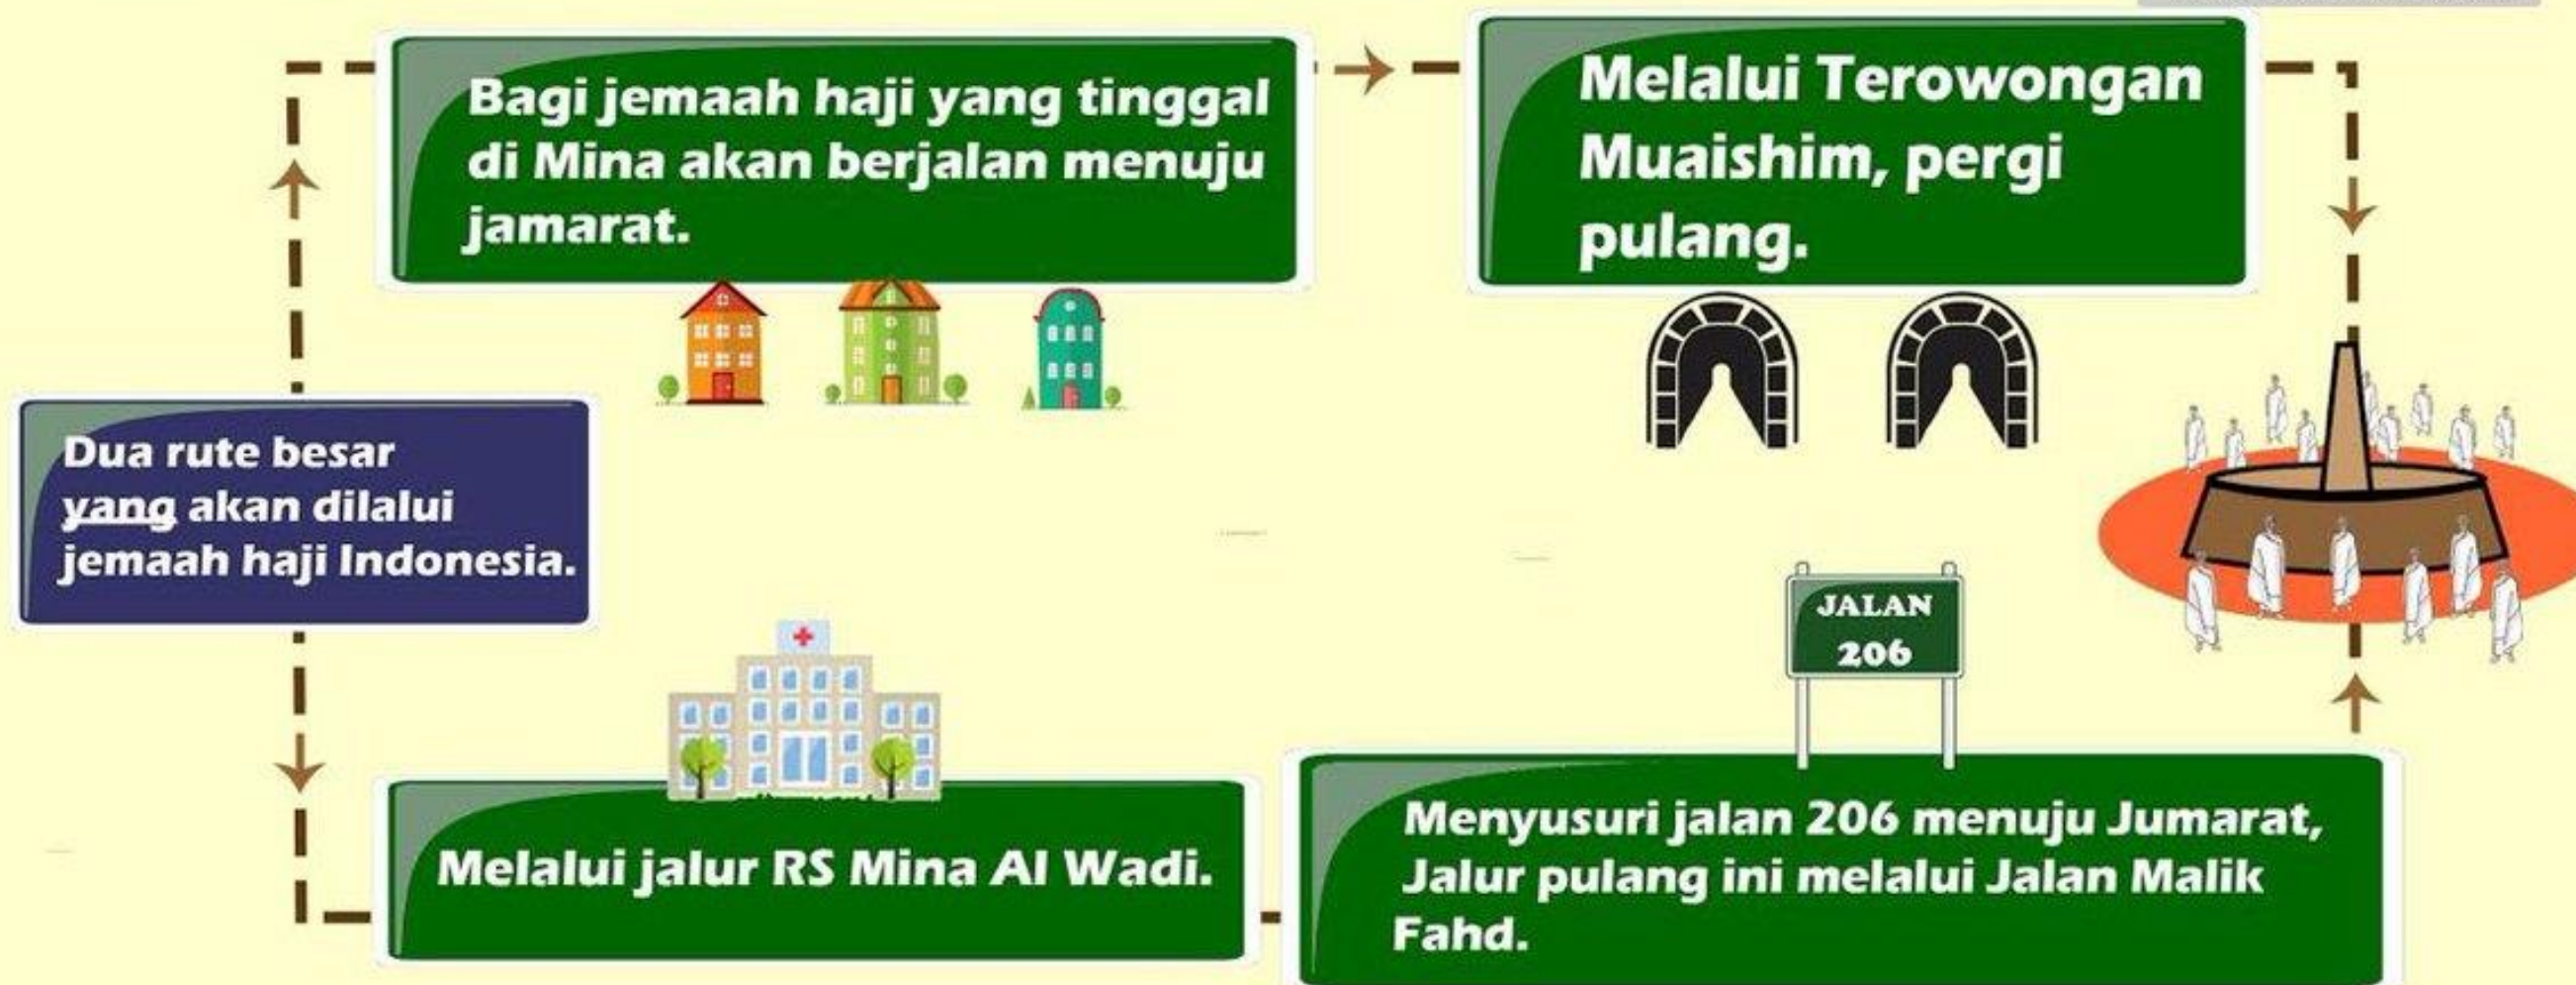 Bagi jemaah haji yang tinggal
di Mina akan berjalan menuju
jamarat.
Melalui Terowongan
Muaishim, pergi
pulang.
Dua rute besar
yang akan dilalui
jemaah haji Indonesia.
JALAN
206
Melalui jalur RS Mina Al Wadi.
Menyusuri jalan 206 menuju Jumarat,
Jalur pulang ini melalui Jalan Malik
Fahd.